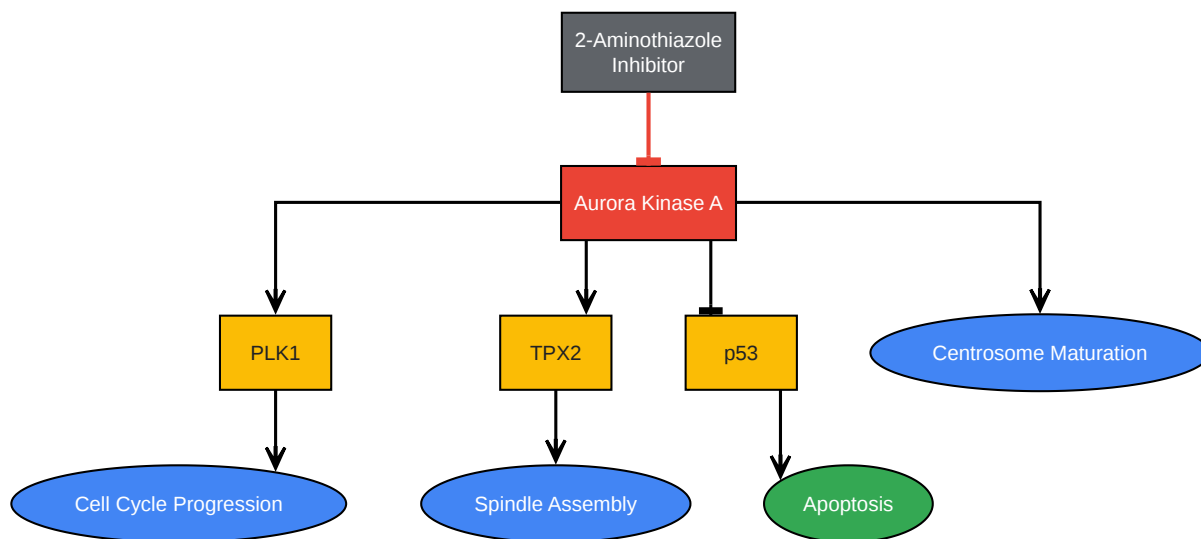 2-Aminothiazole
Inhibitor
Aurora Kinase A
PLK1
TPX2
p53
Centrosome Maturation
Cell Cycle Progression
Spindle Assembly
Apoptosis